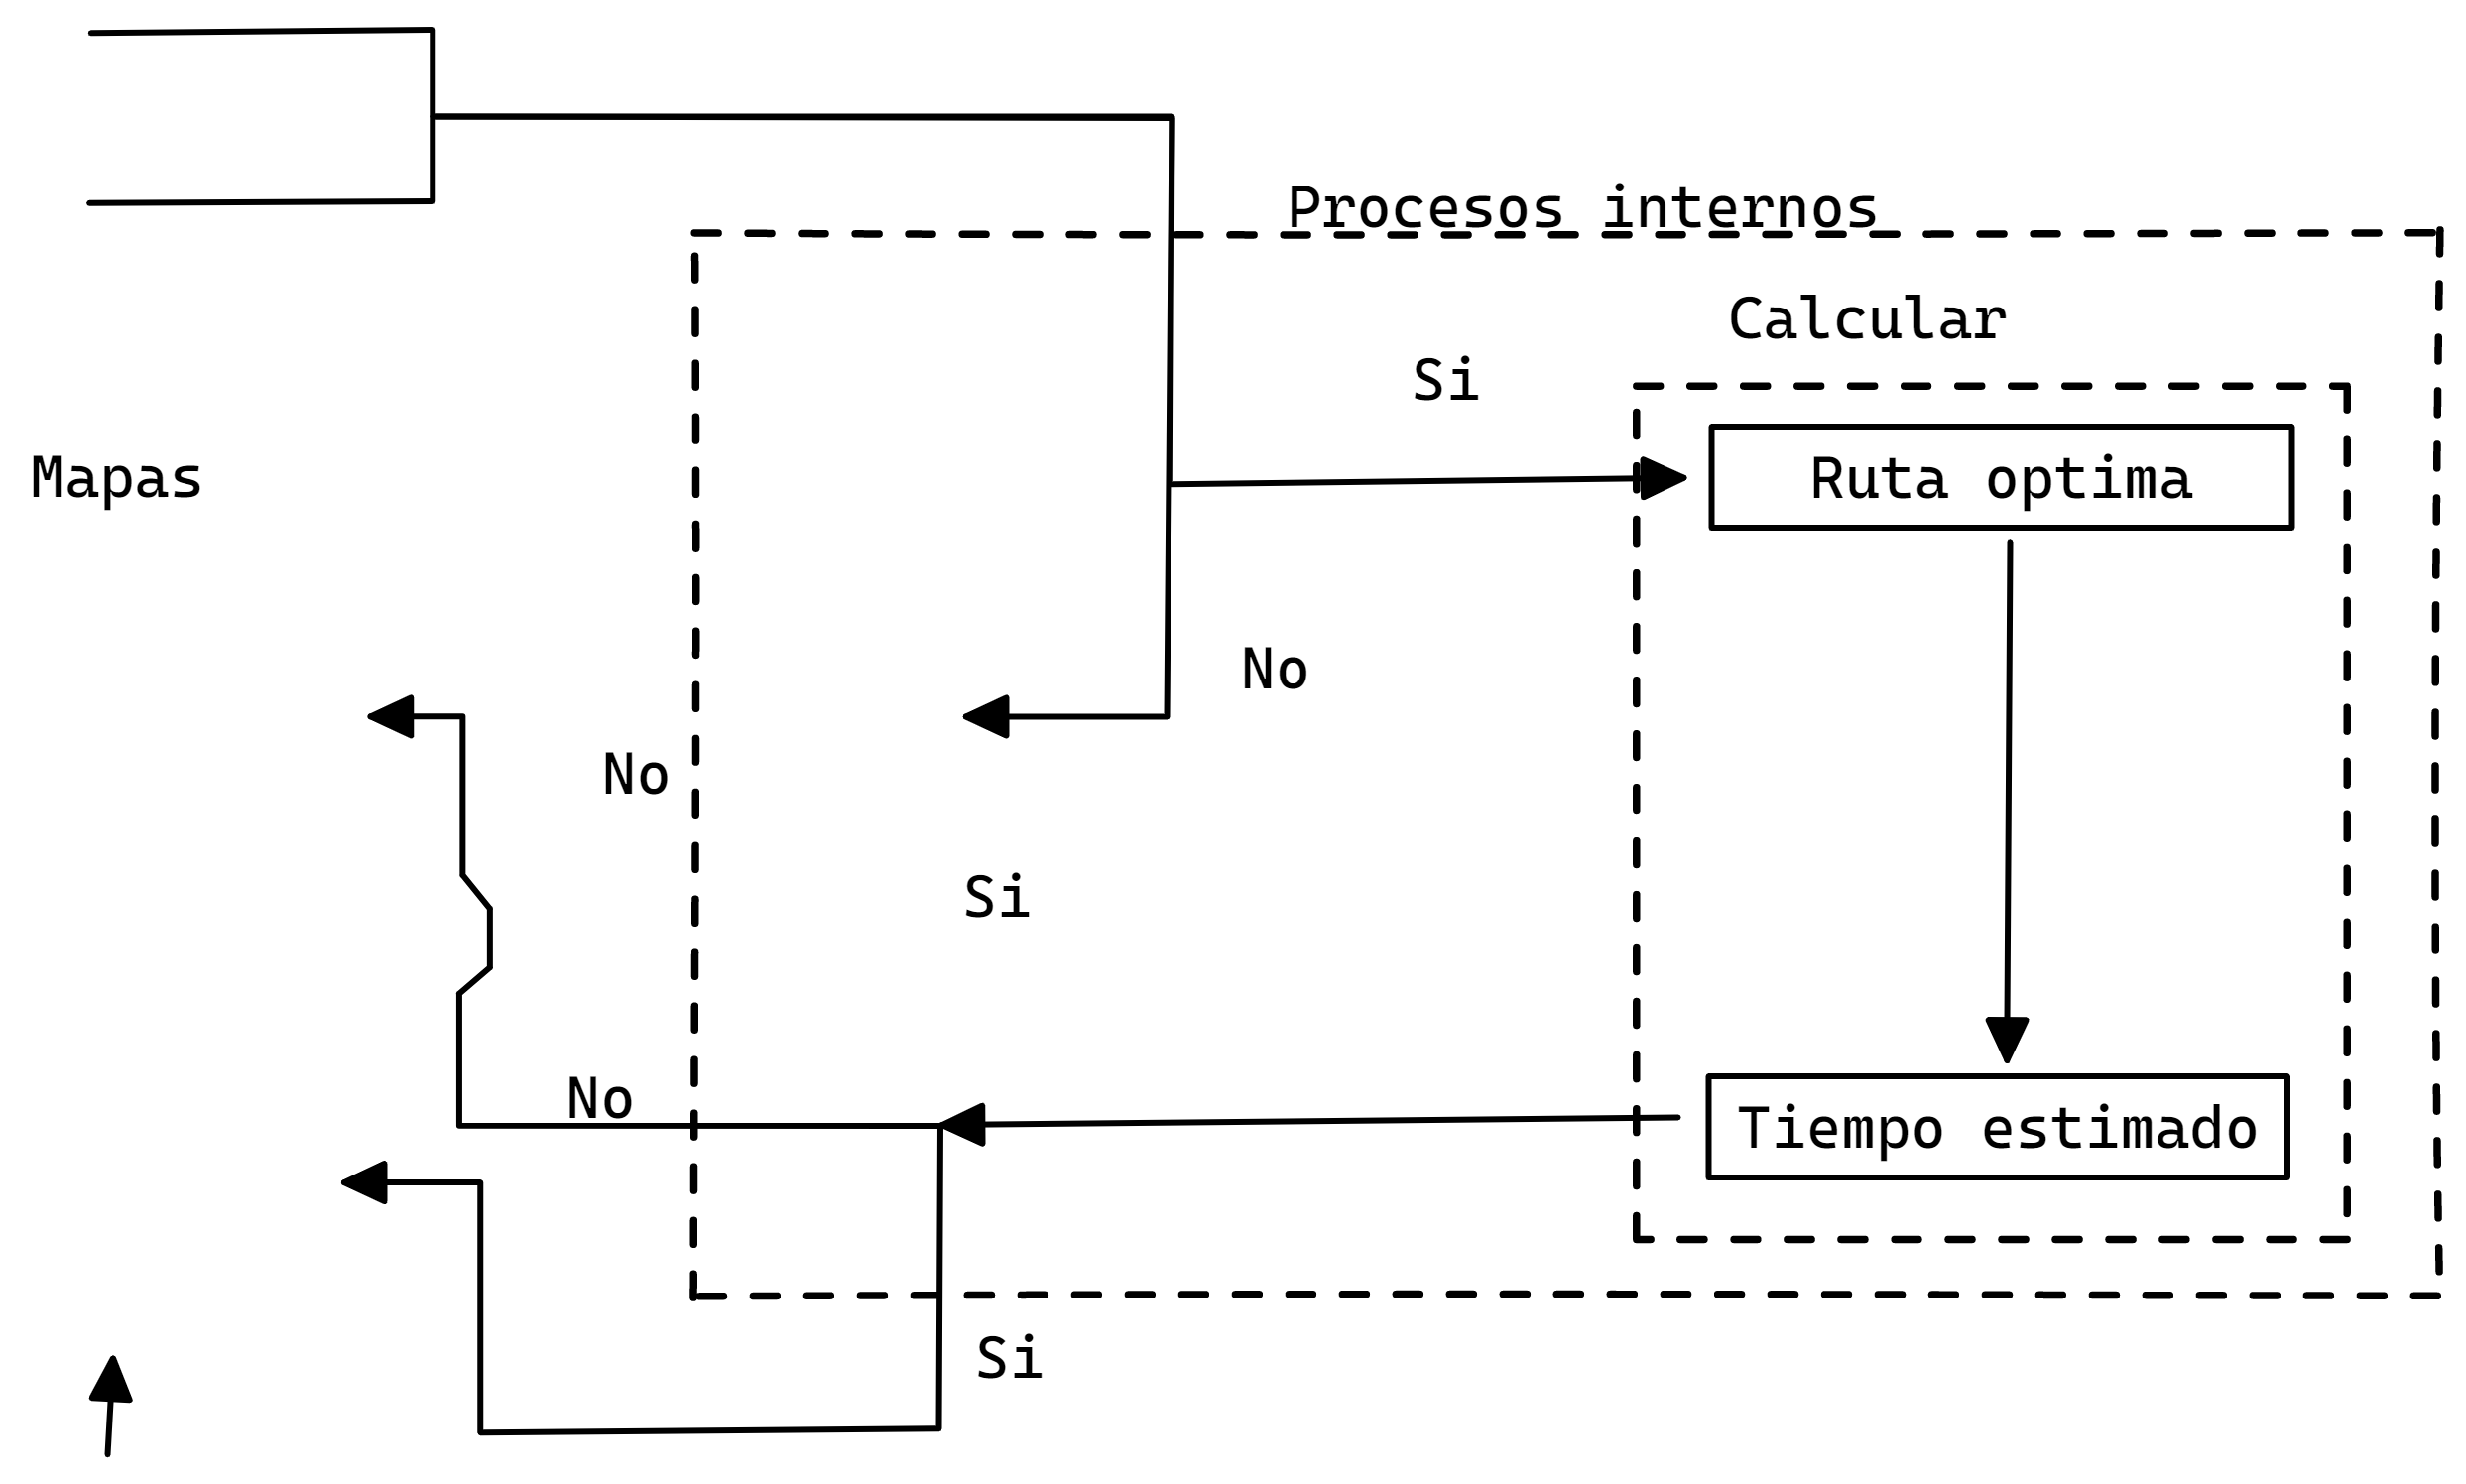 Procesos internos
Calcular
Si
Mapas
Ruta optima
No
No
Si
No
Tiempo estimado
Si